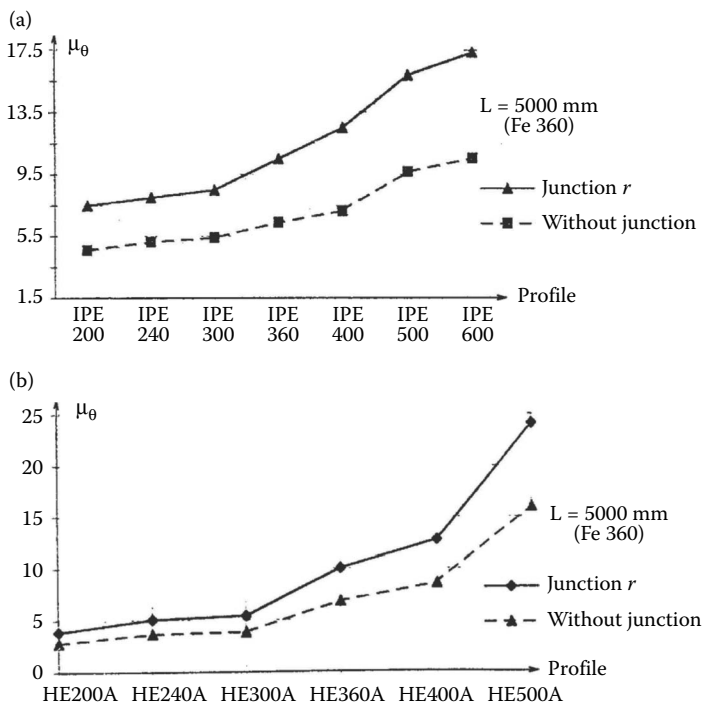 (a)
μθ
17.5
13.5
9.5
5.5
1.5
L = 5000 mm
(Fe 360)
Junction r
Without junction
Profile
IPE IPE IPE IPE IPE IPE IPE
200 240 300 360 400 500 600
(b)
μθ
25
20
15
10
5
0
L = 5000 mm
(Fe 360)
Junction r
Without junction
Profile
HE200A HE240A HE300A HE360A HE400A HE500A